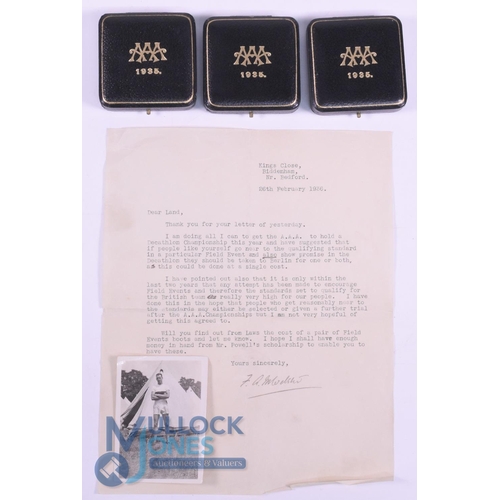 AAA
1935.
AAA
1935.
AAA
1935.
Kings Close,
Biddenham,
Nr. Bedford.
26th February 1936.
Dear Land,
Thank you for your letter of yesterday.
I am doing all I can to get the A.A.A. to hold a
Decathlon Championship this year and have suggested that
if people like yourself go near to the qualifying standard
in a particular Field Event and also show promise in the
Decathlon they should be taken to Berlin for one or both,
as this could be done at a single cost.
I have pointed out also that it is only within the
last ten years that any attempt has been made to encourage
Field Events and therefore the standards set to qualify for
the British team are really very high for our people. I have
done this in the hope that people who get reasonably near to
the standards may either be selected or given a further trial
after the A.A.A.Championships but I am not very hopeful of
getting this agreed to.
Will you find out from Laws the cost of a pair of Field
Events boots and let me know. I hope I shall have enough
money in hand from Mr. Powell's scholarship to enable you to
have these.
Yours sincerely,
MULLOCK
JONES
Auctioneers & Valuers